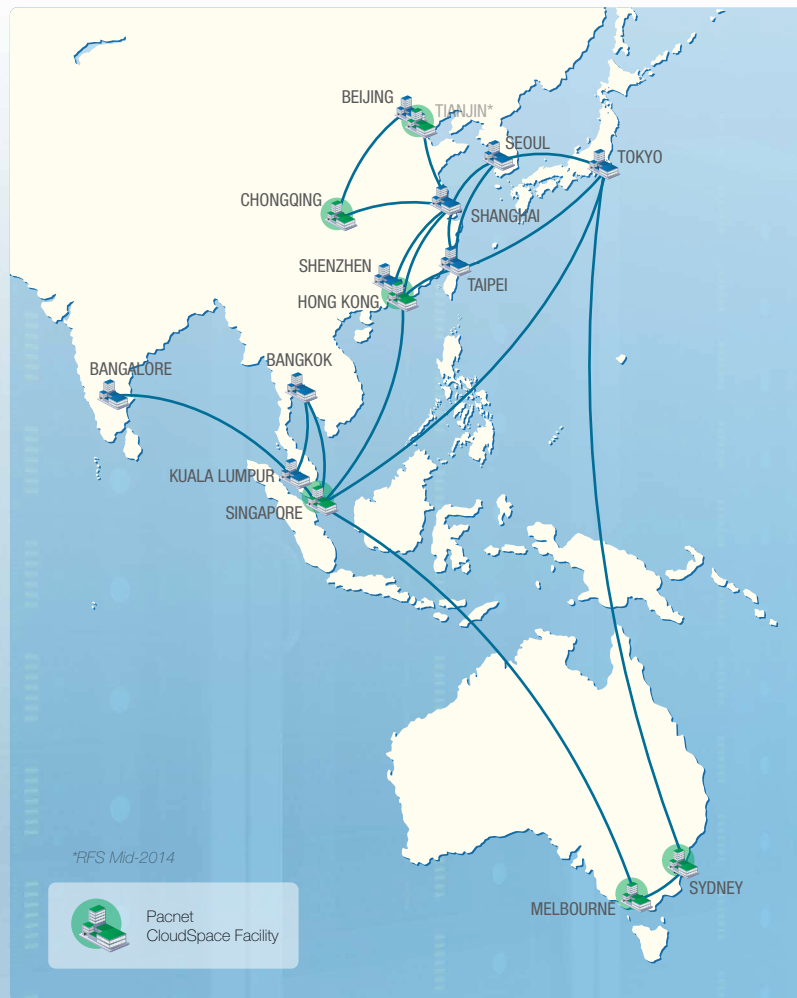 BEIJING
TIANJIN*
SEOUL
TOKYO
CHONGQING
SHANGHAI
SHENZHEN
TAIPEI
HONG KONG
BANGALORE
BANGKOK
KUALA LUMPUR
SINGAPORE
*RFS Mid-2014
SYDNEY
MELBOURNE
Pacnet
CloudSpace Facility